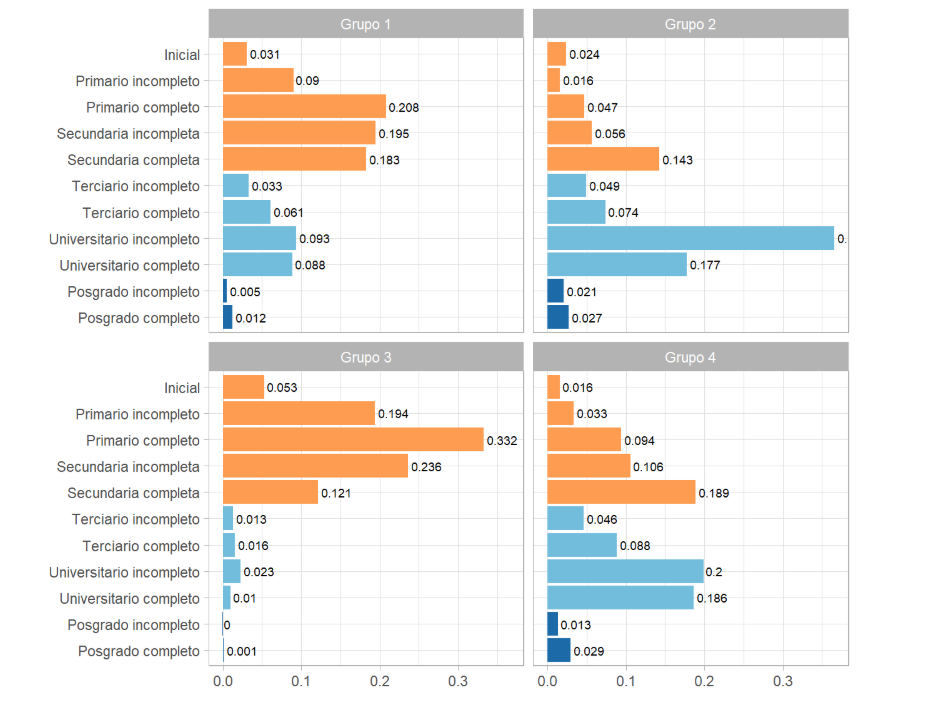 Grupo 1
Grupo 2
Inicial 0.031 0.024
Primario incompleto 0.09 0.016
Primario completo 0.208 0.047
Secundaria incompleta 0.195 0.056
Secundaria completa 0.183 0.143
Terciario incompleto 0.033 0.049
Terciario completo 0.061 0.074
Universitario incompleto 0.093
Universitario completo 0.088 0.177
Posgrado incompleto 0.005 0.021
Posgrado completo 0.012 0.027
Grupo 3
Grupo 4
Inicial 0.053 0.016
Primario incompleto 0.194 0.033
Primario completo 0.332 0.094
Secundaria incompleta 0.236 0.106
Secundaria completa 0.121 0.189
Terciario incompleto 0.013 0.046
Terciario completo 0.016 0.088
Universitario incompleto 0.023 0.2
Universitario completo 0.01 0.186
Posgrado incompleto 0 0.013
Posgrado completo 0.001 0.029
0.0 0.1 0.2 0.3 0.0 0.1 0.2 0.3